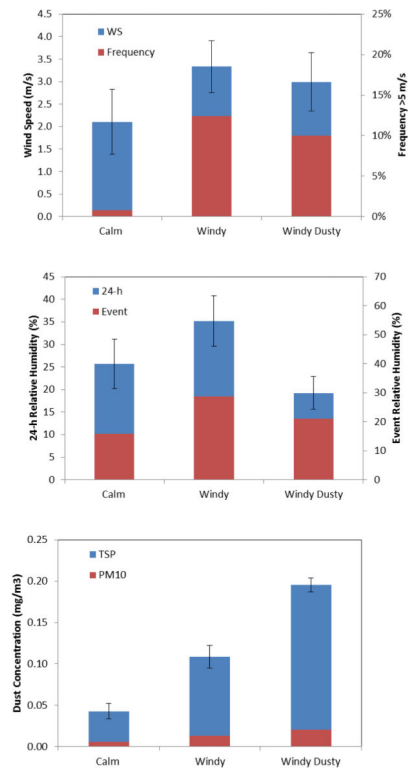 WS
Frequency
Wind Speed (m/s)
4.5
4.0
3.5
3.0
2.5
2.0
1.5
1.0
0.5
0.0
25%
20%
15%
10%
5%
0%
Frequency >5 m/s
Calm Windy Windy Dusty
24-h
Event
24-h Relative Humidity (%)
45
40
35
30
25
20
15
10
5
0
70
60
50
40
30
20
10
0
Event Relative Humidity (%)
Calm Windy Windy Dusty
TSP
PM10
Dust Concentration (mg/m3)
0.25
0.20
0.15
0.10
0.05
0.00
Calm Windy Windy Dusty